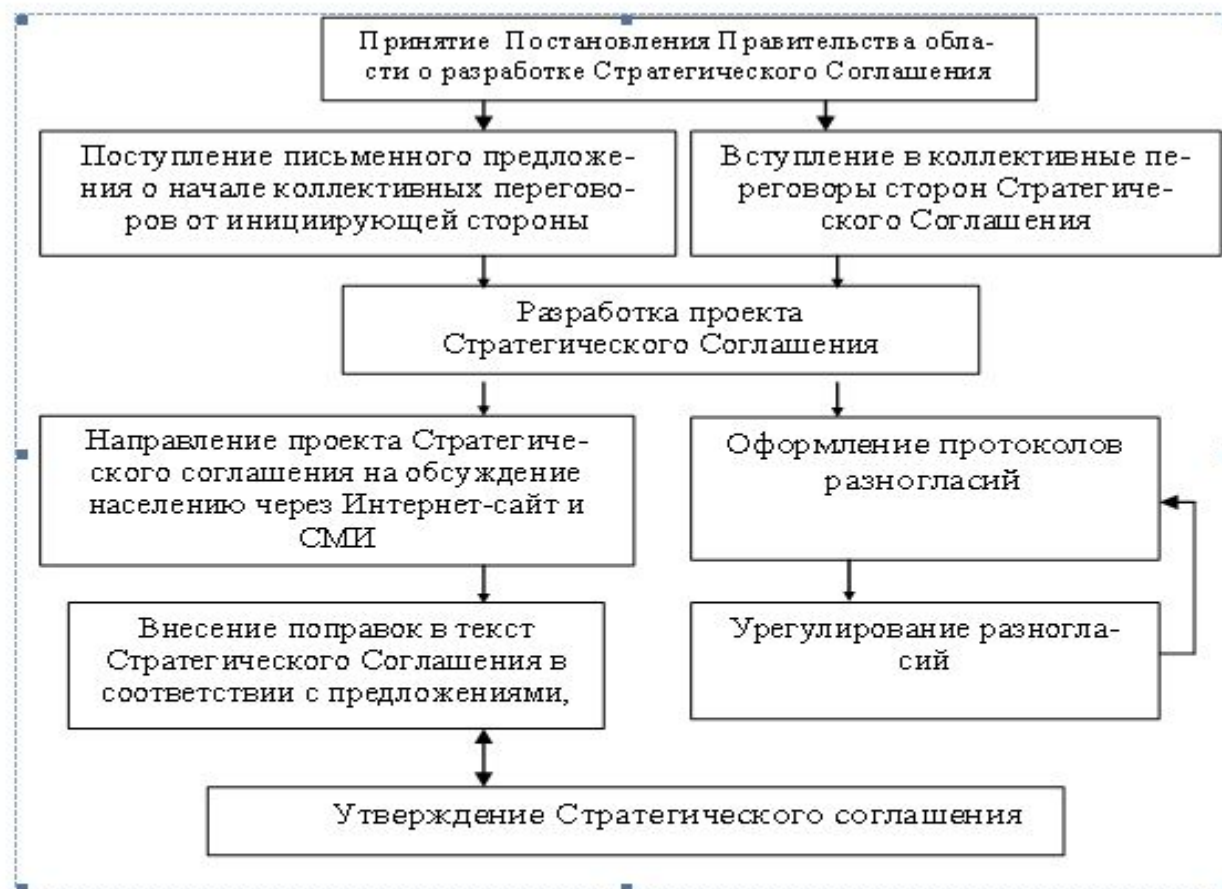 Принятие Постановления Правительства обла-
сти о разработке Стратегического Соглашения
Поступление письменного предложе-
ния о начале коллективных перегово-
ров от инициирующей стороны
Вступление в коллективные пе-
реговоры сторон Стратегиче-
ского Соглашения
Разработка проекта
Стратегического Соглашения
Направление проекта Стратегиче-
ского соглашения на обсуждение
населению через Интернет-сайт и
СМИ
Оформление протоколов
разногласий
Внесение поправок в текст
Стратегического Соглашения в
соответствии с предложениями,
Урегулирование разногла-
сий
Утверждение Стратегического соглашения